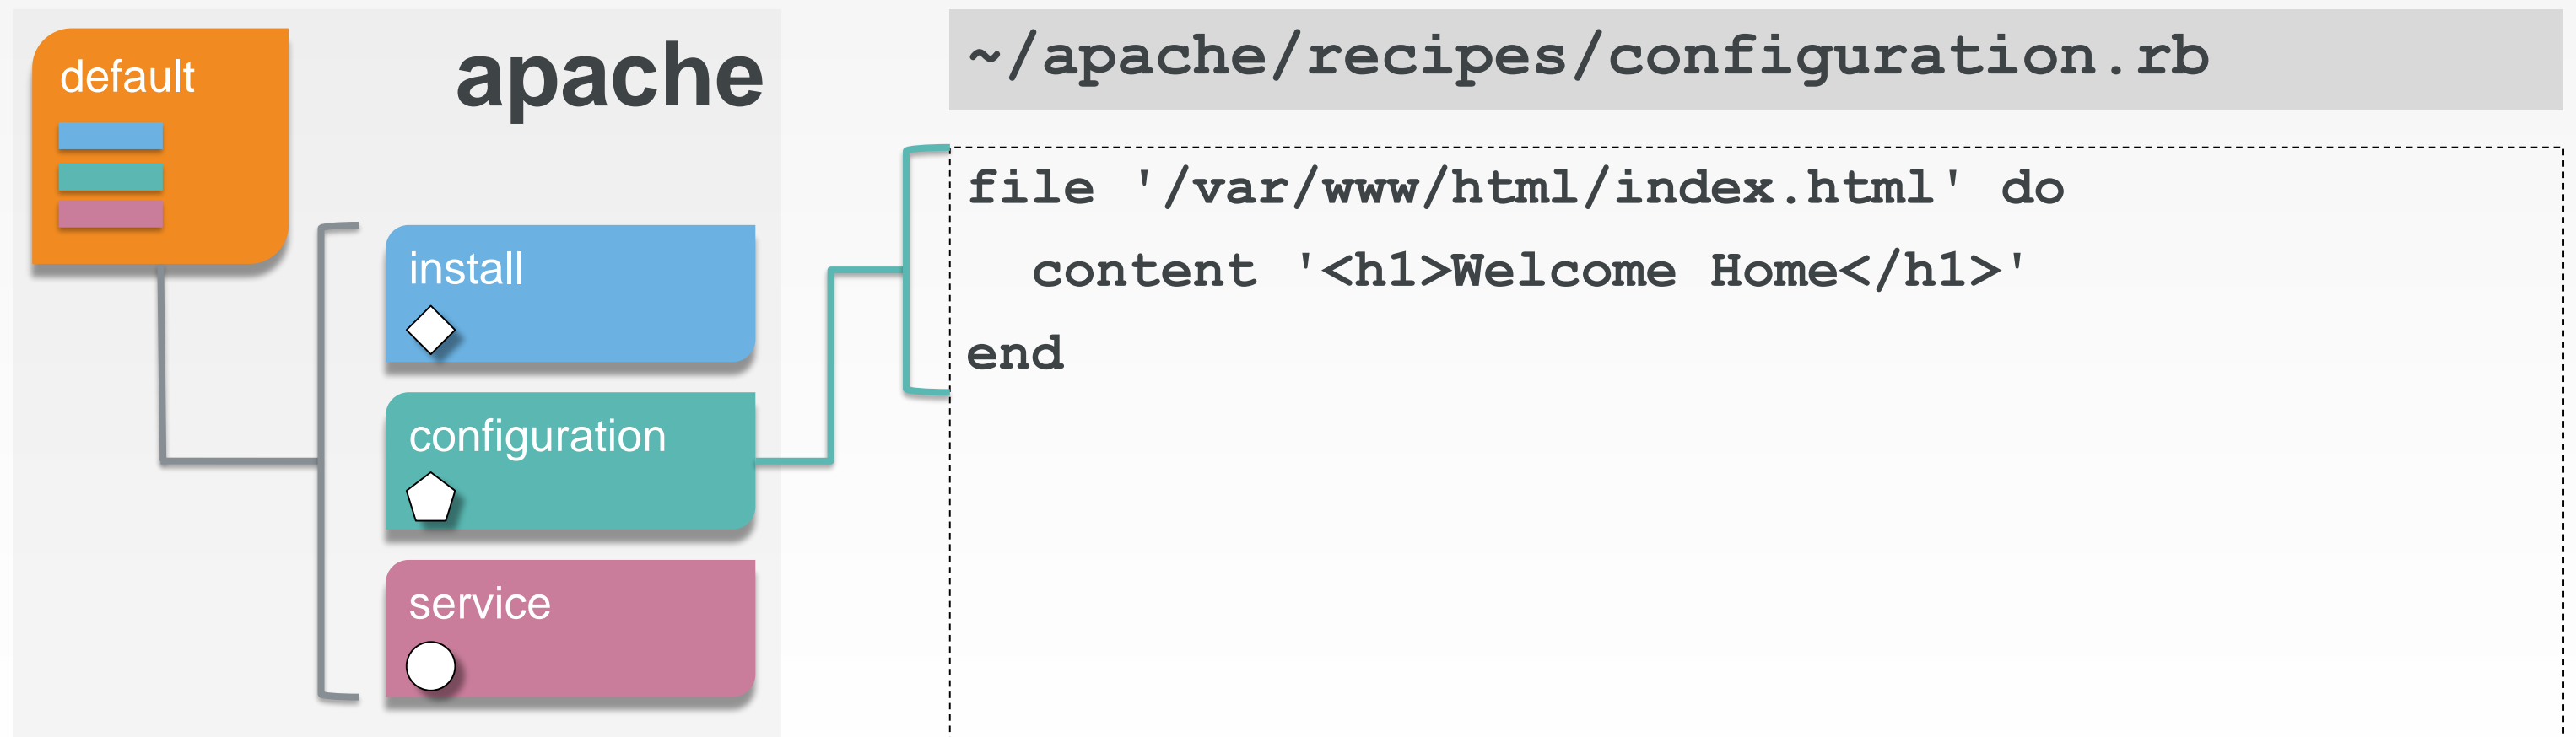 default
apache
install
configuration
service
~/apache/recipes/configuration.rb
file '/var/www/html/index.html' do
  content '<h1>Welcome Home</h1>'
end